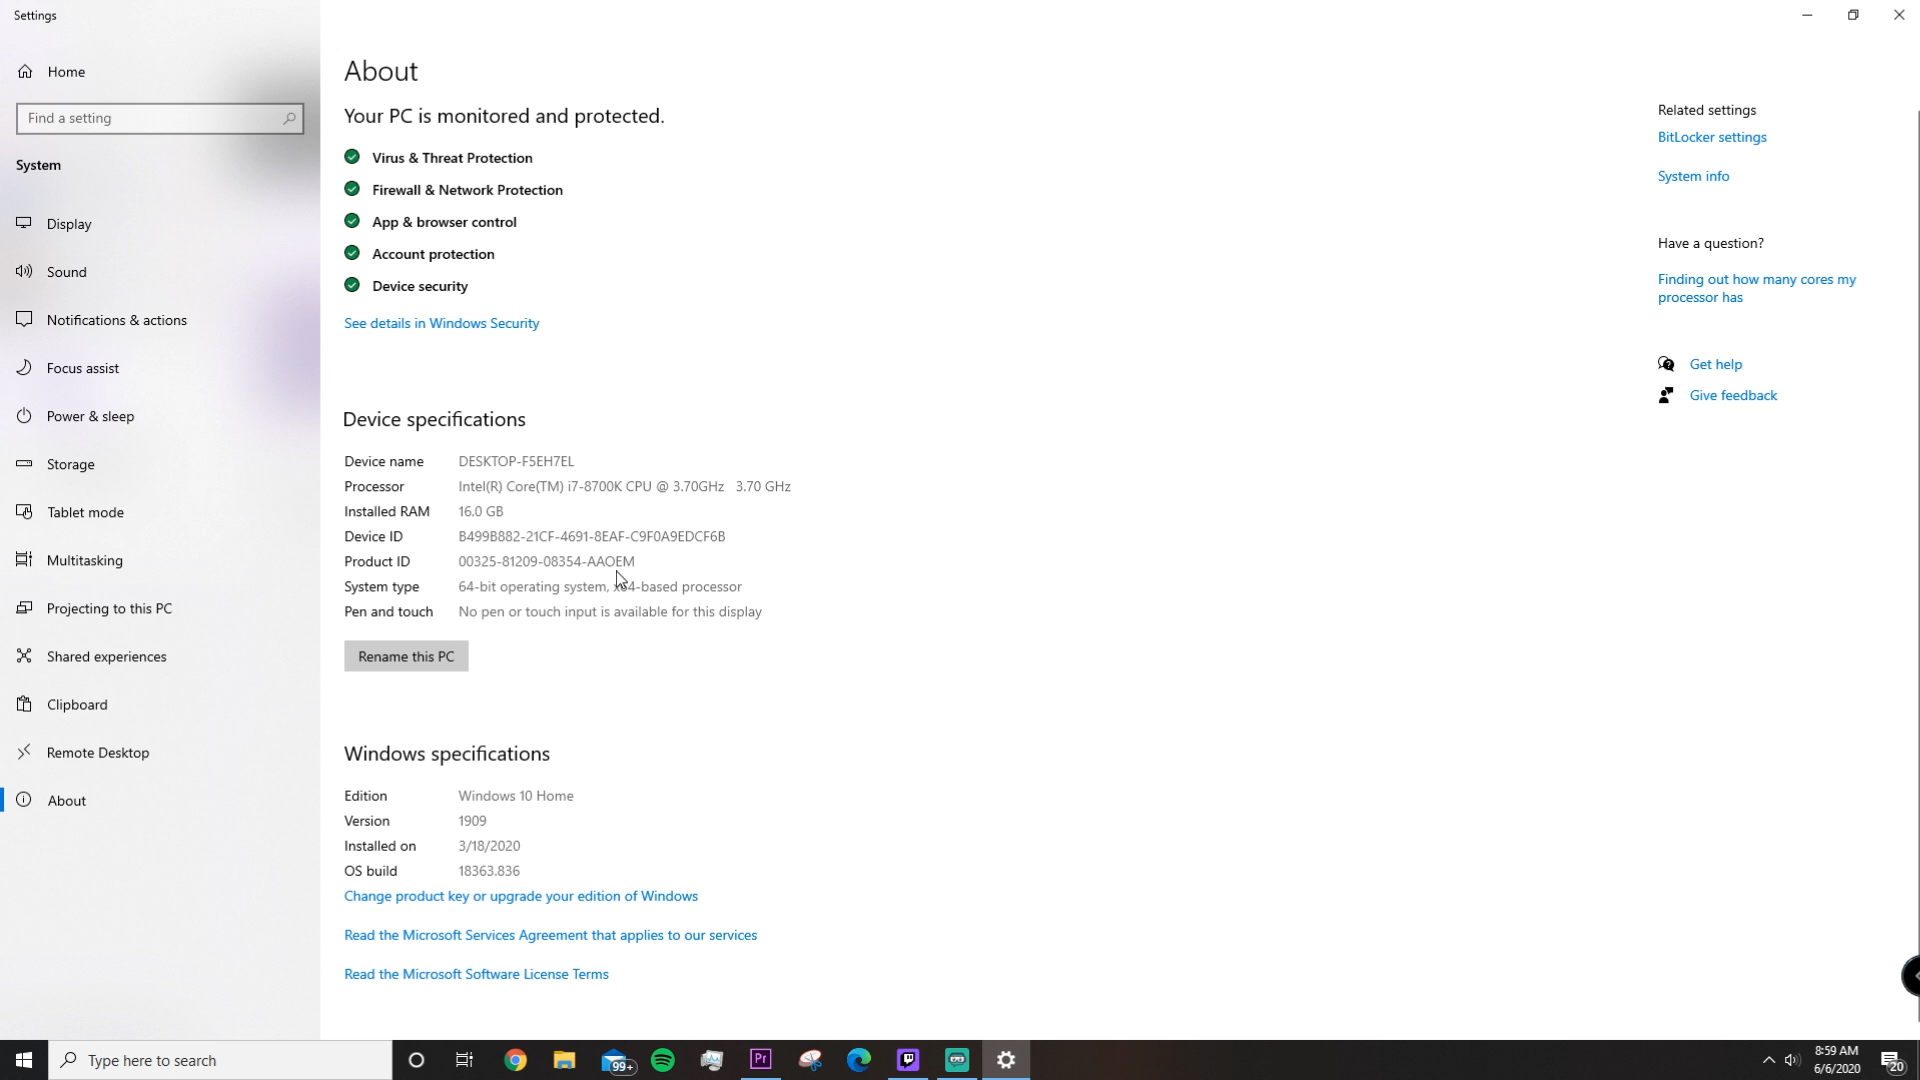 Settings
Home
Find a setting
System
Display
Sound
Notifications & actions
Focus assist
Power & sleep
Storage
Tablet mode
Multitasking
Projecting to this PC
Shared experiences
Clipboard
Remote Desktop
About
About
Your PC is monitored and protected.
Virus & Threat Protection
Firewall & Network Protection
App & browser control
Account protection
Device security
See details in Windows Security
Device specifications
Device name DESKTOP-F5EH7EL
Processor Intel(R) Core(TM) i7-8700K CPU @ 3.70GHz 3.70 GHz
Installed RAM 16.0 GB
Device ID B499B882-21CF-4691-8EAF-C9F0A9EDCF6B
Product ID 00325-81209-08354-AAOEM
System type 64-bit operating system, x64-based processor
Pen and touch No pen or touch input is available for this display
Rename this PC
Windows specifications
Edition Windows 10 Home
Version 1909
Installed on 3/18/2020
OS build 18363.836
Change product key or upgrade your edition of Windows
Read the Microsoft Services Agreement that applies to our services
Read the Microsoft Software License Terms
Related settings
BitLocker settings
System info
Have a question?
Finding out how many cores my
processor has
Get help
Give feedback
Type here to search
99+
Pr
8:59 AM
6/6/2020
20